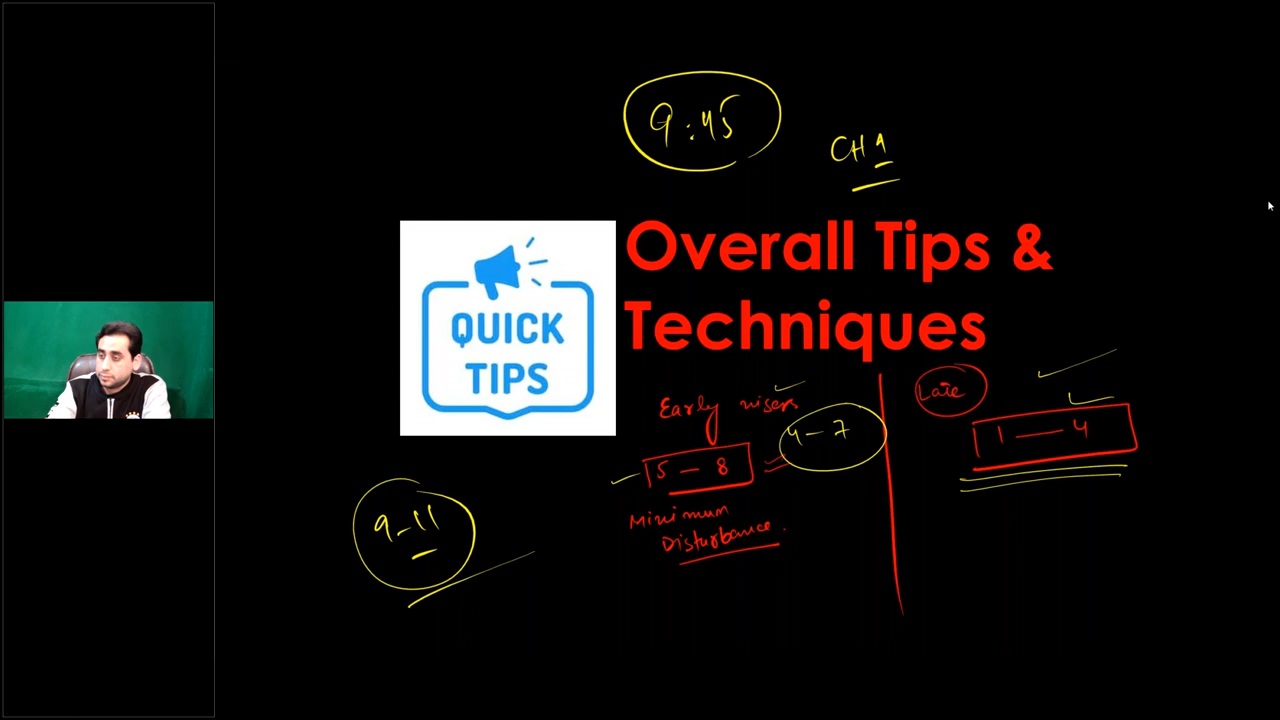 9:45
CH 1
Overall Tips &
Techniques
QUICK
TIPS
Early risers
5 - 8
4 - 7
Minimum
Disturbance.
Late
1 — 4
9-11